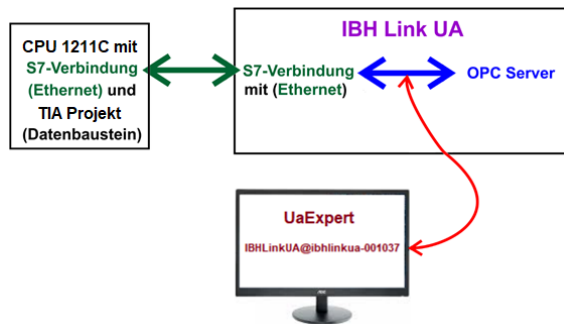 CPU 1211C mit
S7-Verbindung
(Ethernet) und
TIA Projekt
(Datenbaustein)
IBH Link UA
S7-Verbindung
mit (Ethernet)
OPC Server
UaExpert
IBHLinkUA@ibhlinkua-001037